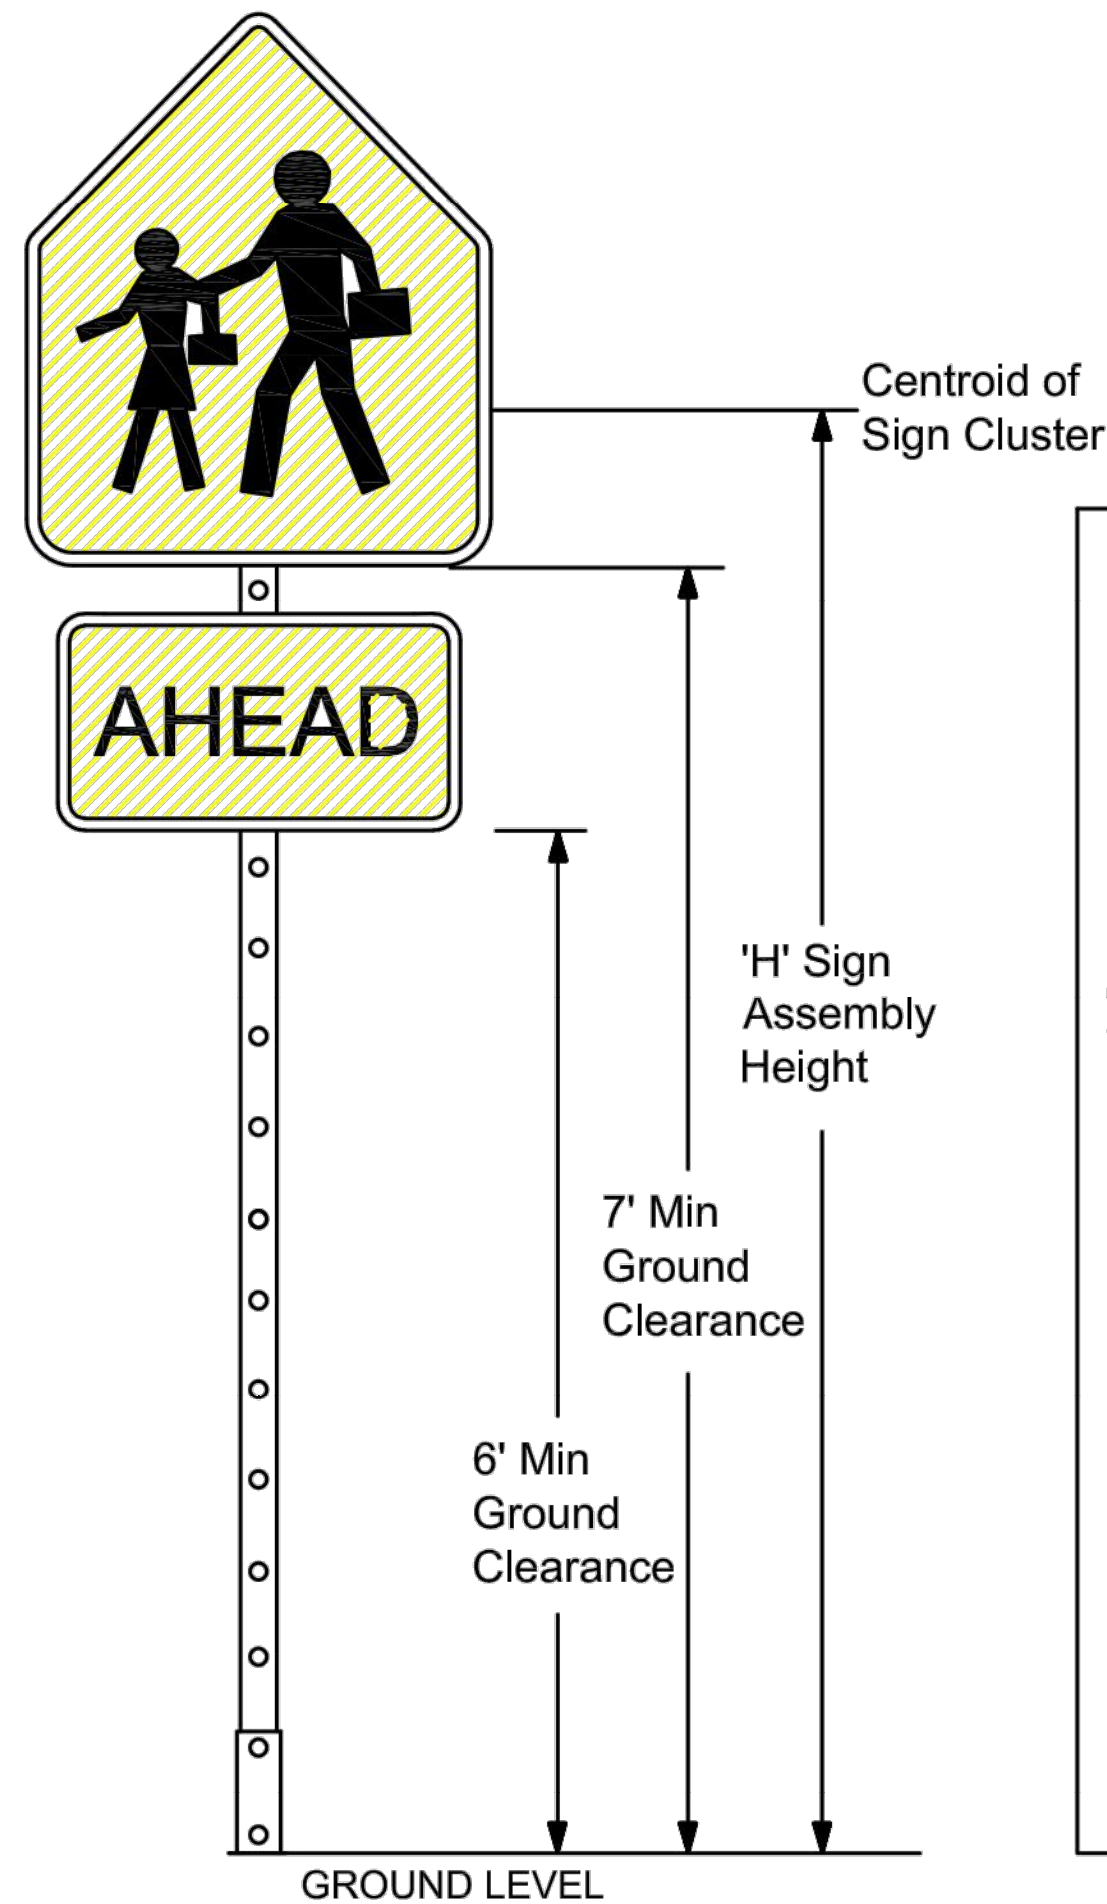 Centroid of
Sign Cluster
AHEAD
'H' Sign
Assembly
Height
7' Min
Ground
Clearance
6' Min
Ground
Clearance
GROUND LEVEL